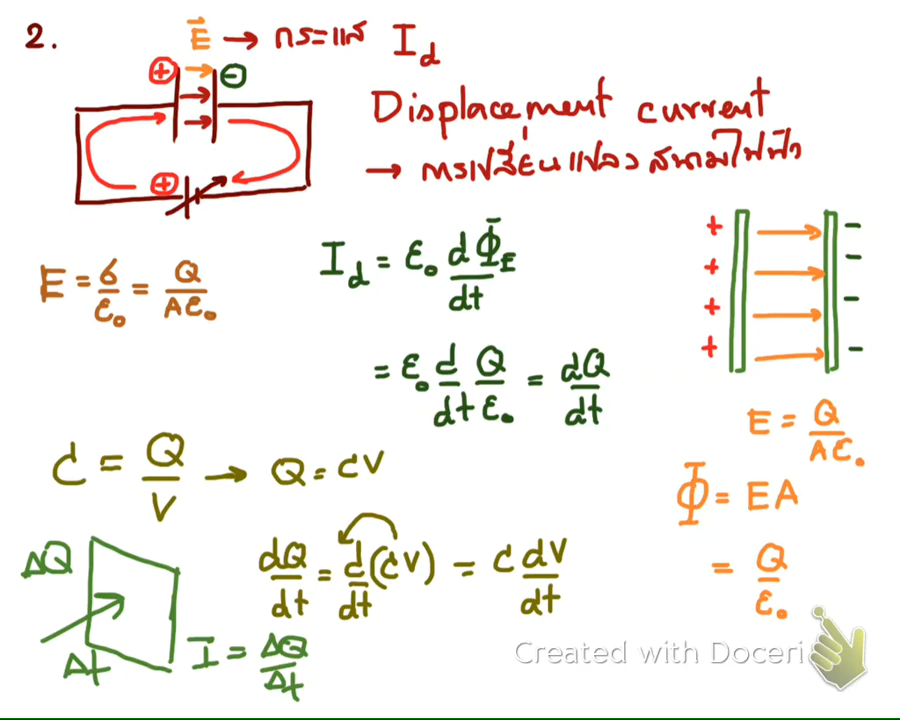 2.
E → กระแส I_d
⊕ ⊖
Displacement current
→ การเปลี่ยนแปลง สนามไฟฟ้า
⊕
E = σ/ε₀ = Q/Aε₀
I_d = ε₀ dΦ_E/dt
= ε₀ d/dt Q/ε₀ = dQ/dt
+ −
+ −
+ −
+ −
E = Q/Aε₀
Φ = EA
= Q/ε₀
C = Q/V → Q = CV
dQ/dt = d/dt (CV) = C dV/dt
ΔQ
Δt
I = ΔQ/Δt
Created with Doceri